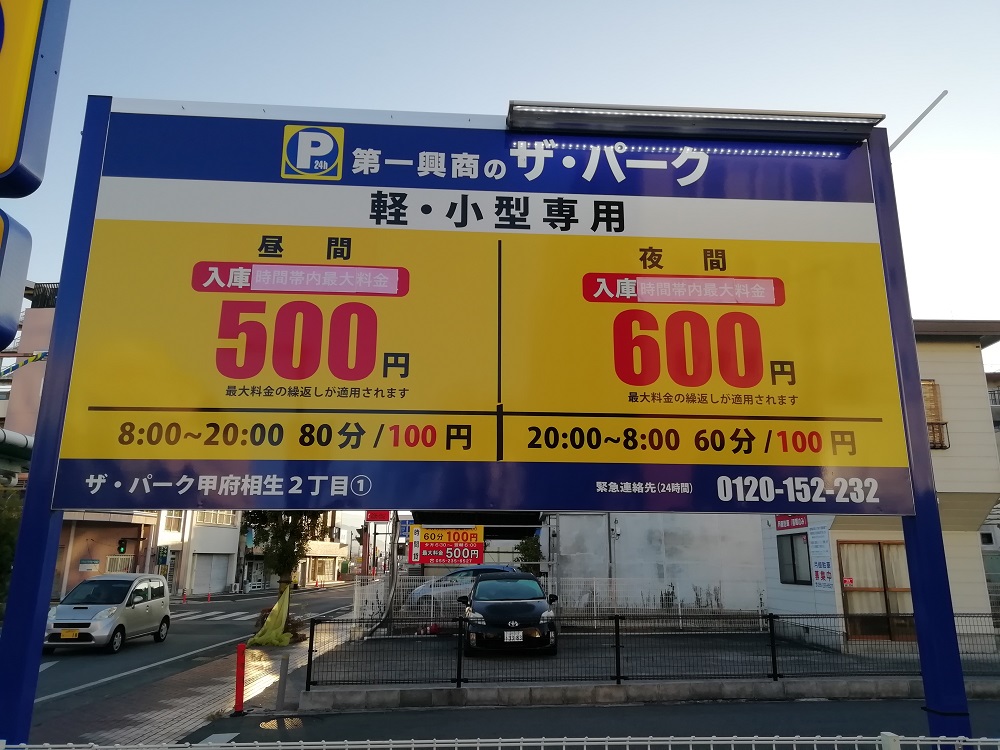 P 24h 第一興商の ザ・パーク
軽・小型専用
昼間
入庫 時間帯内最大料金
500円
最大料金の繰返しが適用されます
8:00~20:00 80分/100円
夜間
入庫 時間帯内最大料金
600円
最大料金の繰返しが適用されます
20:00~8:00 60分/100円
ザ・パーク甲府相生2丁目①
緊急連絡先(24時間) 0120-152-232
時間貸
60分 100円
最大料金 500円
募集中